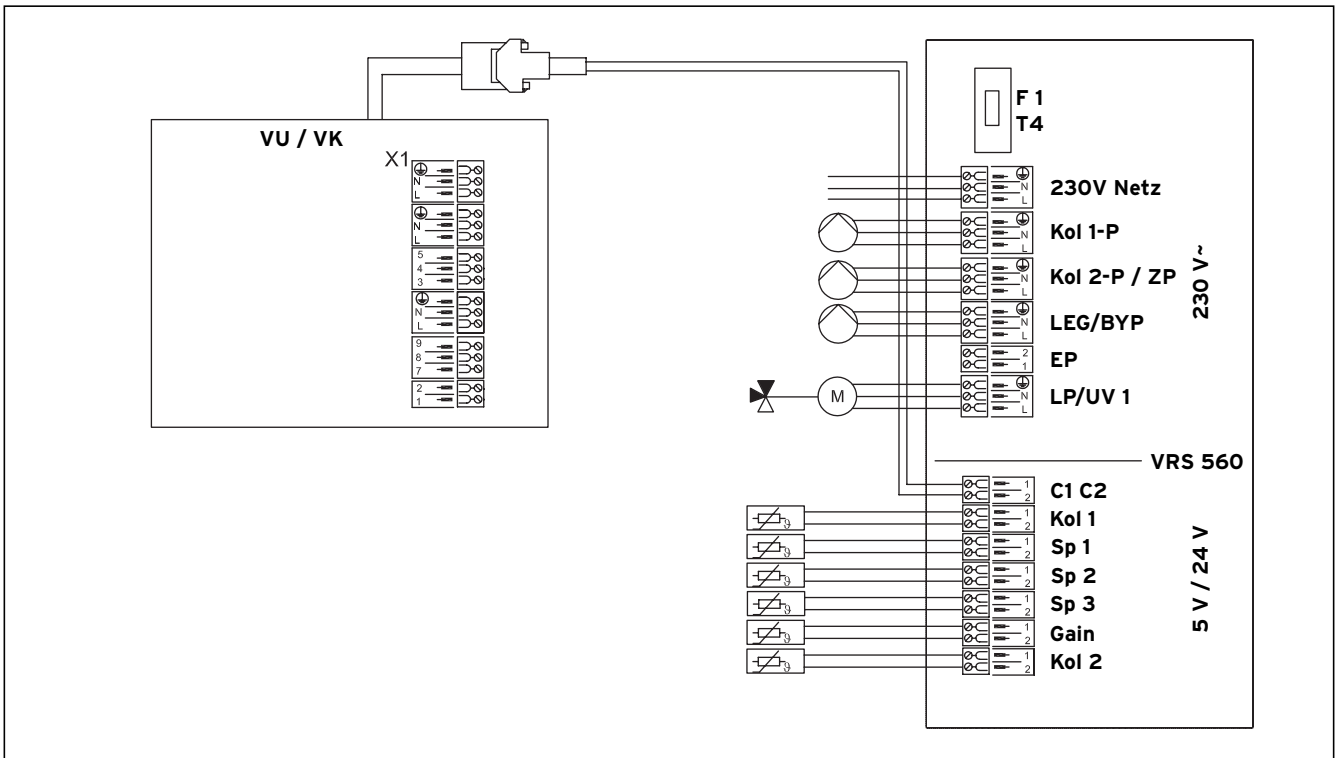 VU / VK
X1
N
L
N
L
5
4
3
N
L
9
8
7
2
1
F 1
T4
N
L
230V Netz
N
L
Kol 1-P
N
L
Kol 2-P / ZP
N
L
LEG/BYP
2
1
EP
M
N
L
LP/UV 1
230 V~
VRS 560
1
2
C1 C2
ϑ
1
2
Kol 1
ϑ
1
2
Sp 1
ϑ
1
2
Sp 2
ϑ
1
2
Sp 3
ϑ
1
2
Gain
ϑ
1
2
Kol 2
5 V / 24 V